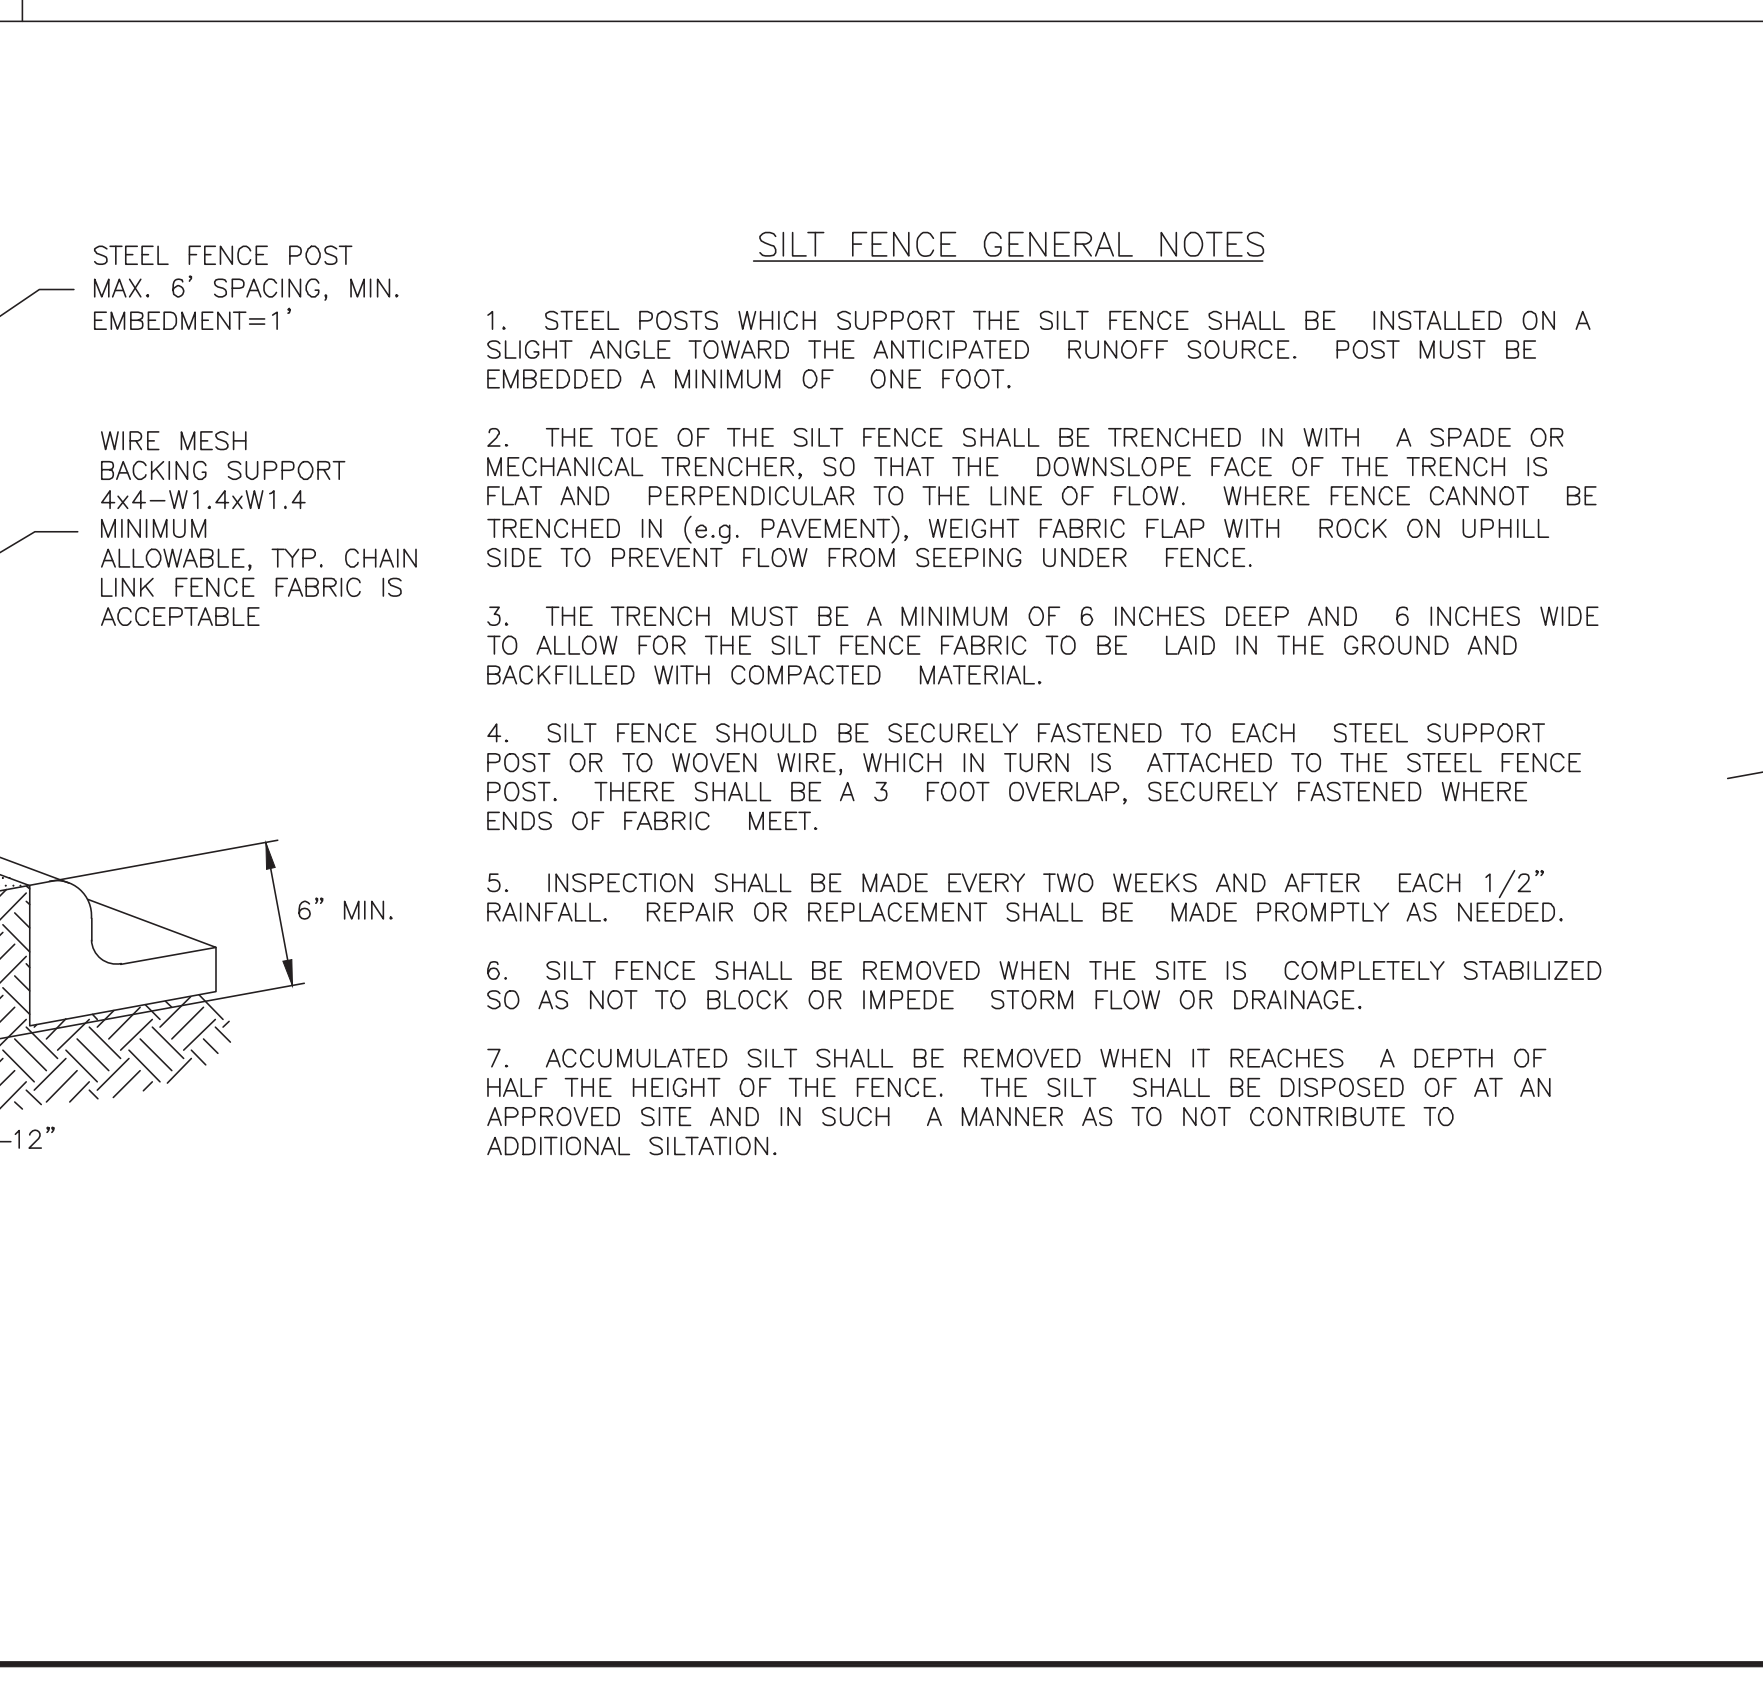 STEEL FENCE POST
MAX. 6' SPACING, MIN.
EMBEDMENT=1'
WIRE MESH
BACKING SUPPORT
4x4-W1.4xW1.4
MINIMUM
ALLOWABLE, TYP. CHAIN
LINK FENCE FABRIC IS
ACCEPTABLE
6" MIN.
-12"
SILT FENCE GENERAL NOTES
1. STEEL POSTS WHICH SUPPORT THE SILT FENCE SHALL BE INSTALLED ON A
SLIGHT ANGLE TOWARD THE ANTICIPATED RUNOFF SOURCE. POST MUST BE
EMBEDDED A MINIMUM OF ONE FOOT.
2. THE TOE OF THE SILT FENCE SHALL BE TRENCHED IN WITH A SPADE OR
MECHANICAL TRENCHER, SO THAT THE DOWNSLOPE FACE OF THE TRENCH IS
FLAT AND PERPENDICULAR TO THE LINE OF FLOW. WHERE FENCE CANNOT BE
TRENCHED IN (e.g. PAVEMENT), WEIGHT FABRIC FLAP WITH ROCK ON UPHILL
SIDE TO PREVENT FLOW FROM SEEPING UNDER FENCE.
3. THE TRENCH MUST BE A MINIMUM OF 6 INCHES DEEP AND 6 INCHES WIDE
TO ALLOW FOR THE SILT FENCE FABRIC TO BE LAID IN THE GROUND AND
BACKFILLED WITH COMPACTED MATERIAL.
4. SILT FENCE SHOULD BE SECURELY FASTENED TO EACH STEEL SUPPORT
POST OR TO WOVEN WIRE, WHICH IN TURN IS ATTACHED TO THE STEEL FENCE
POST. THERE SHALL BE A 3 FOOT OVERLAP, SECURELY FASTENED WHERE
ENDS OF FABRIC MEET.
5. INSPECTION SHALL BE MADE EVERY TWO WEEKS AND AFTER EACH 1/2"
RAINFALL. REPAIR OR REPLACEMENT SHALL BE MADE PROMPTLY AS NEEDED.
6. SILT FENCE SHALL BE REMOVED WHEN THE SITE IS COMPLETELY STABILIZED
SO AS NOT TO BLOCK OR IMPEDE STORM FLOW OR DRAINAGE.
7. ACCUMULATED SILT SHALL BE REMOVED WHEN IT REACHES A DEPTH OF
HALF THE HEIGHT OF THE FENCE. THE SILT SHALL BE DISPOSED OF AT AN
APPROVED SITE AND IN SUCH A MANNER AS TO NOT CONTRIBUTE TO
ADDITIONAL SILTATION.